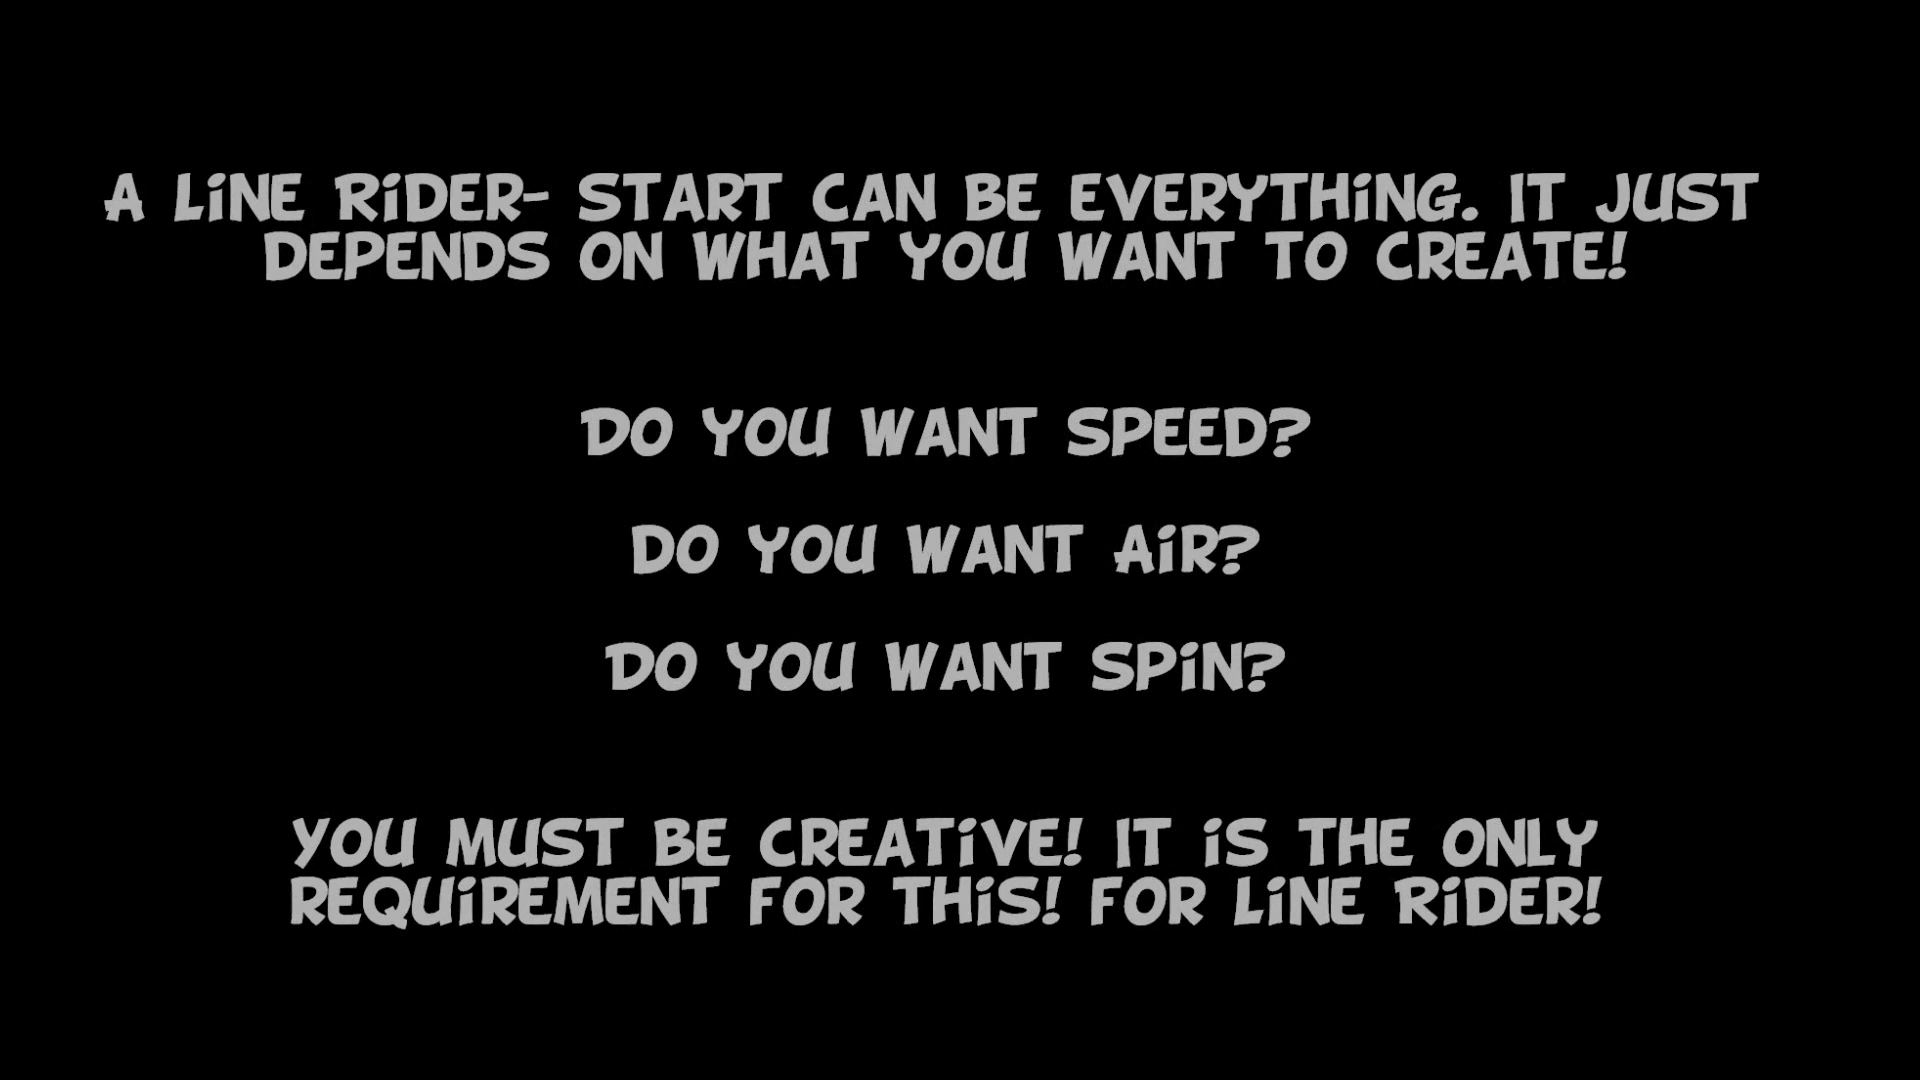 A LINE RIDER- START CAN BE EVERYTHING. IT JUST
DEPENDS ON WHAT YOU WANT TO CREATE!
DO YOU WANT SPEED?
DO YOU WANT AIR?
DO YOU WANT SPIN?
YOU MUST BE CREATIVE! IT IS THE ONLY
REQUIREMENT FOR THIS! FOR LINE RIDER!